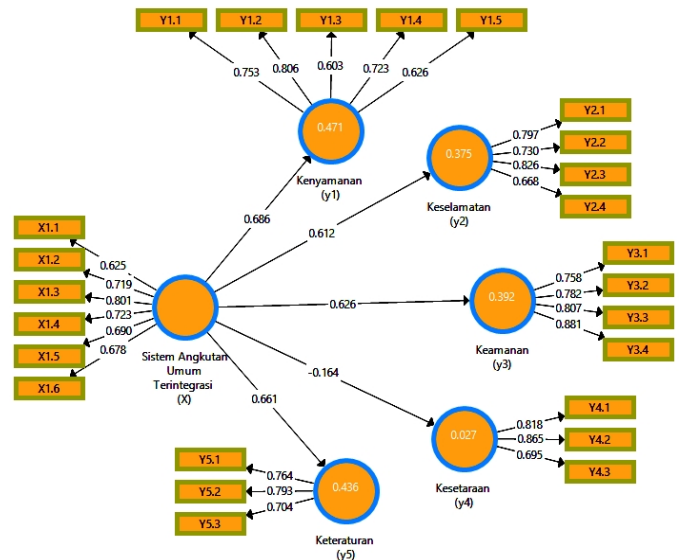 Y1.1
Y1.2
Y1.3
Y1.4
Y1.5
0.753
0.806
0.603
0.723
0.626
0.471
Kenyamanan
(y1)
0.686
Y2.1
Y2.2
Y2.3
Y2.4
0.797
0.730
0.826
0.668
0.375
Keselamatan
(y2)
0.612
X1.1
X1.2
X1.3
X1.4
X1.5
X1.6
0.625
0.719
0.801
0.723
0.690
0.678
Sistem Angkutan
Umum
Terintegrasi
(X)
0.626
Y3.1
Y3.2
Y3.3
Y3.4
0.758
0.782
0.807
0.881
0.392
Keamanan
(y3)
-0.164
Y4.1
Y4.2
Y4.3
0.818
0.865
0.695
0.027
Kesetaraan
(y4)
0.661
Y5.1
Y5.2
Y5.3
0.764
0.793
0.704
0.436
Keteraturan
(y5)